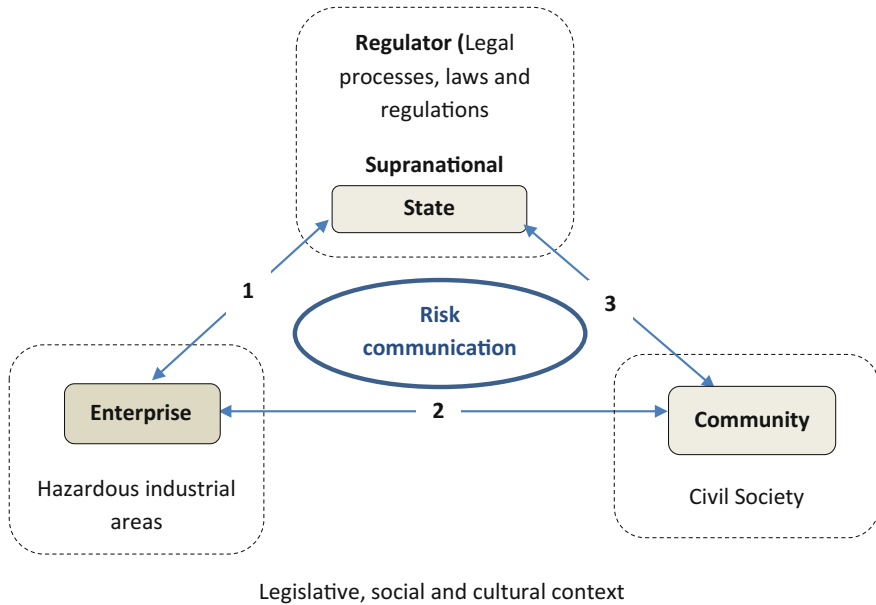 Regulator (Legal
processes, laws and
regulations
Supranational
State
1
3
Risk
communication
Enterprise
2
Community
Hazardous industrial
areas
Civil Society
Legislative, social and cultural context